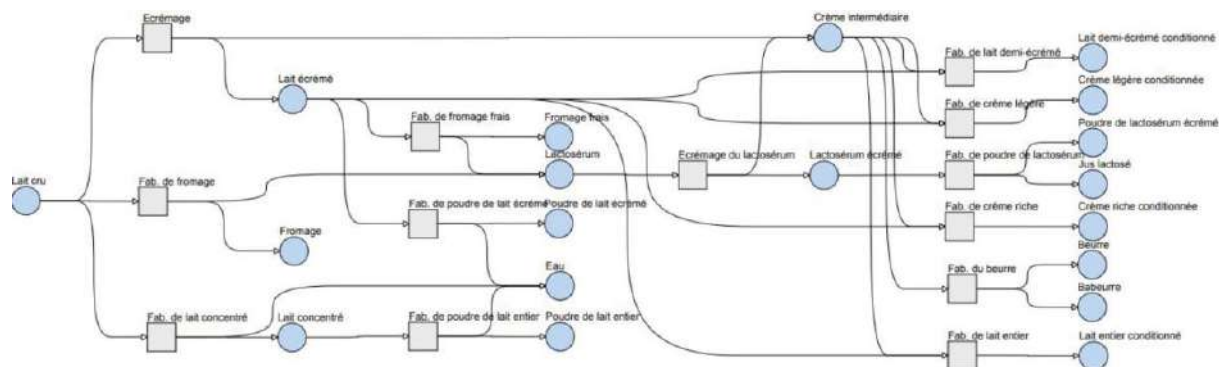 Ecrémage
Crème intermédiaire
Lait demi-écrémé conditionné
Fab. de lait demi-écrémé
Lait écrémé
Crème légère conditionnée
Fab. de crème légère
Fab. de fromage frais
Fromage frais
Poudre de lactosérum écrémé
Lactosérum
Ecrémage du lactosérum
Lactosérum écrémé
Fab. de poudre de lactosérum
Jus lactosé
Lait cru
Fab. de fromage
Fab. de poudre de lait écrémé
Poudre de lait écrémé
Fab. de crème riche
Crème riche conditionnée
Fromage
Beurre
Eau
Fab. du beurre
Babeurre
Fab. de lait concentré
Lait concentré
Fab. de poudre de lait entier
Poudre de lait entier
Fab. de lait entier
Lait entier conditionné